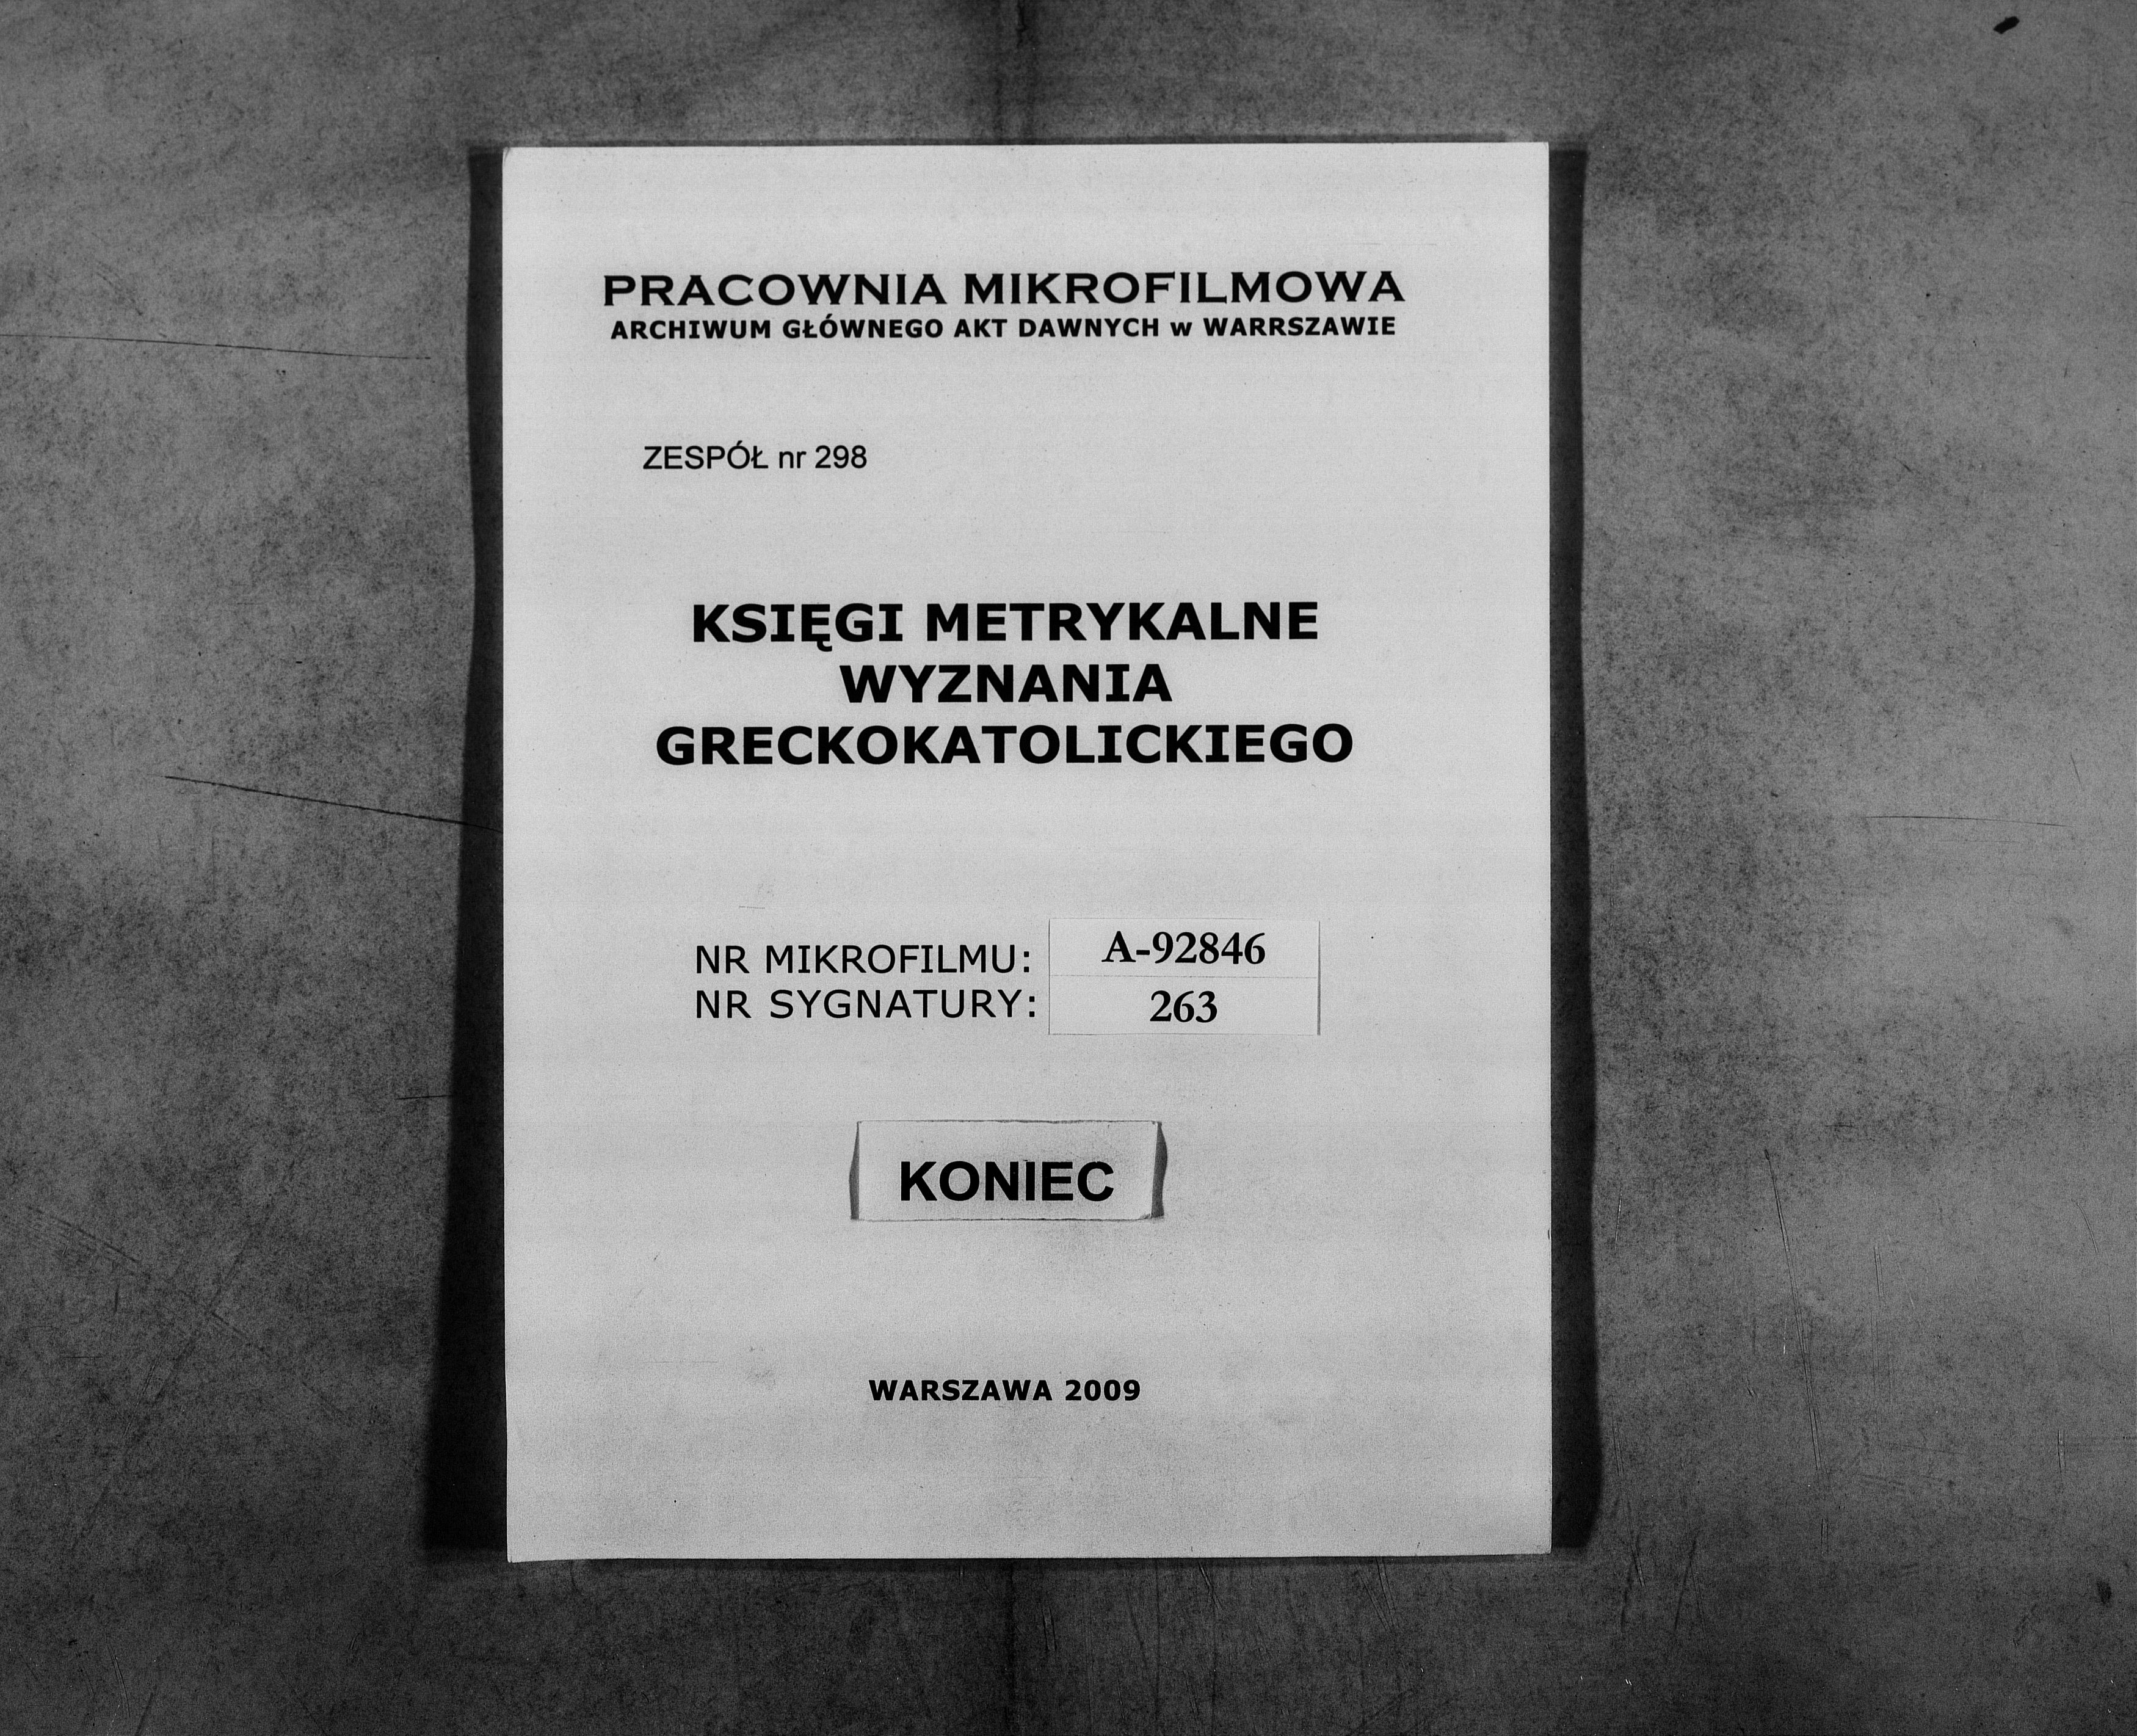 PRACOWNIA MIKROFILMOWA
ARCHIWUM GŁÓWNEGO AKT DAWNYCH w WARRSZAWIE
ZESPÓŁ nr 298
KSIĘGI METRYKALNE
WYZNANIA
GRECKOKATOLICKIEGO
NR MIKROFILMU: A-92846
NR SYGNATURY: 263
KONIEC
WARSZAWA 2009